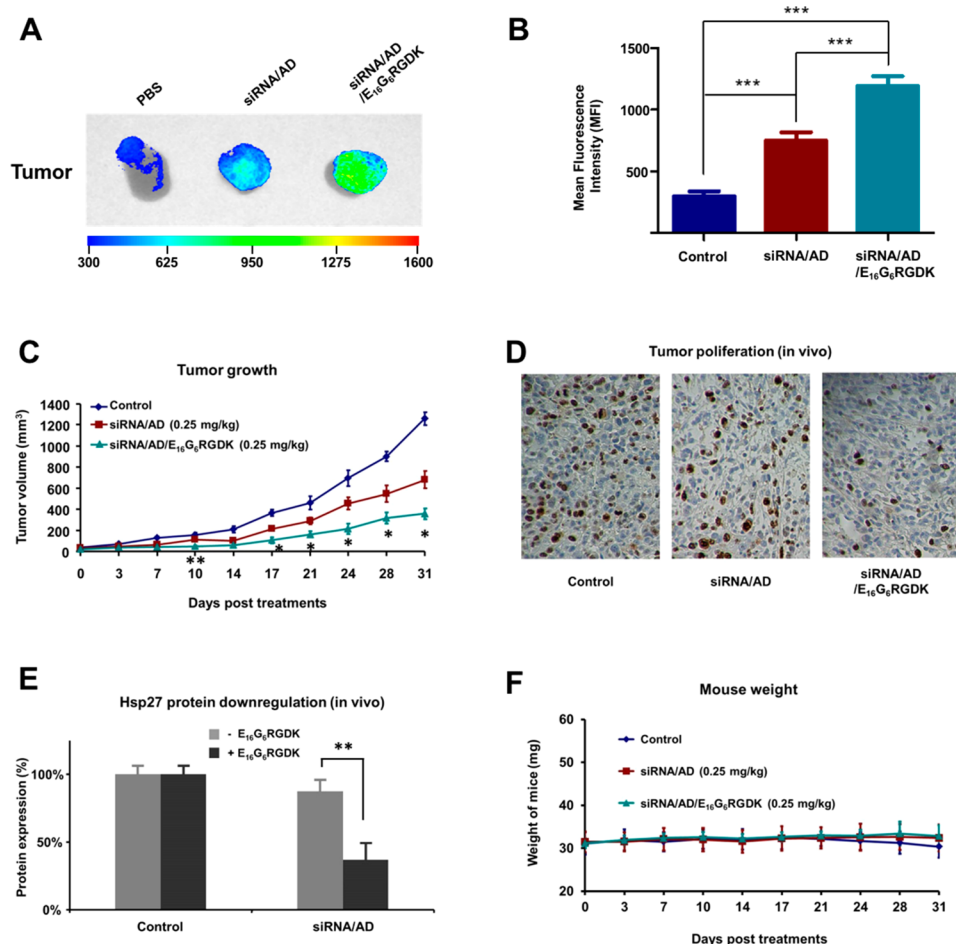 A
PBS
siRNA/AD
siRNA/AD
/E₁₆G₆RGDK
Tumor
300 625 950 1275 1600
B
***
***
***
Mean Fluorescence
Intensity (MFI)
1500
1000
500
Control
siRNA/AD
siRNA/AD
/E₁₆G₆RGDK
C
Tumor growth
Tumor volume (mm³)
1400
1200
1000
800
600
400
200
0
Control
siRNA/AD (0.25 mg/kg)
siRNA/AD/E₁₆G₆RGDK (0.25 mg/kg)
** * * * * *
0 3 7 10 14 17 21 24 28 31
Days post treatments
D
Tumor poliferation (in vivo)
Control
siRNA/AD
siRNA/AD
/E₁₆G₆RGDK
E
Hsp27 protein downregulation (in vivo)
- E₁₆G₆RGDK
+ E₁₆G₆RGDK
**
Protein expression (%)
100%
50%
0%
Control
siRNA/AD
F
Mouse weight
Weight of mice (mg)
60
50
40
30
20
Control
siRNA/AD (0.25 mg/kg)
siRNA/AD/E₁₆G₆RGDK (0.25 mg/kg)
0 3 7 10 14 17 21 24 28 31
Days post treatments